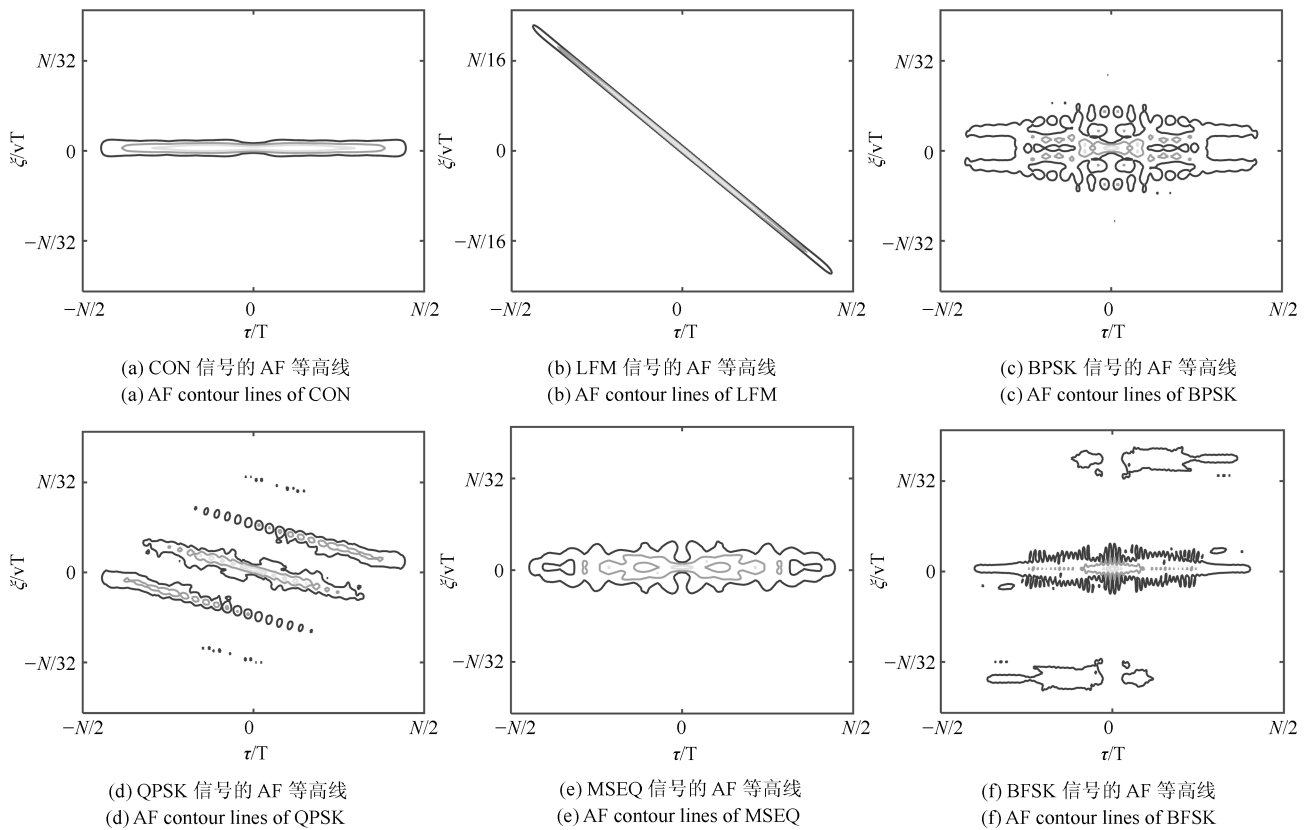 N/32
0
−N/32
ξ/vT
−N/2
0
N/2
τ/T
(a) CON 信号的 AF 等高线
(a) AF contour lines of CON
N/16
0
−N/16
ξ/vT
−N/2
0
N/2
τ/T
(b) LFM 信号的 AF 等高线
(b) AF contour lines of LFM
N/32
0
−N/32
ξ/vT
−N/2
0
N/2
τ/T
(c) BPSK 信号的 AF 等高线
(c) AF contour lines of BPSK
N/32
0
−N/32
ξ/vT
−N/2
0
N/2
τ/T
(d) QPSK 信号的 AF 等高线
(d) AF contour lines of QPSK
N/32
0
−N/32
ξ/vT
−N/2
0
N/2
τ/T
(e) MSEQ 信号的 AF 等高线
(e) AF contour lines of MSEQ
N/32
0
−N/32
ξ/vT
−N/2
0
N/2
τ/T
(f) BFSK 信号的 AF 等高线
(f) AF contour lines of BFSK